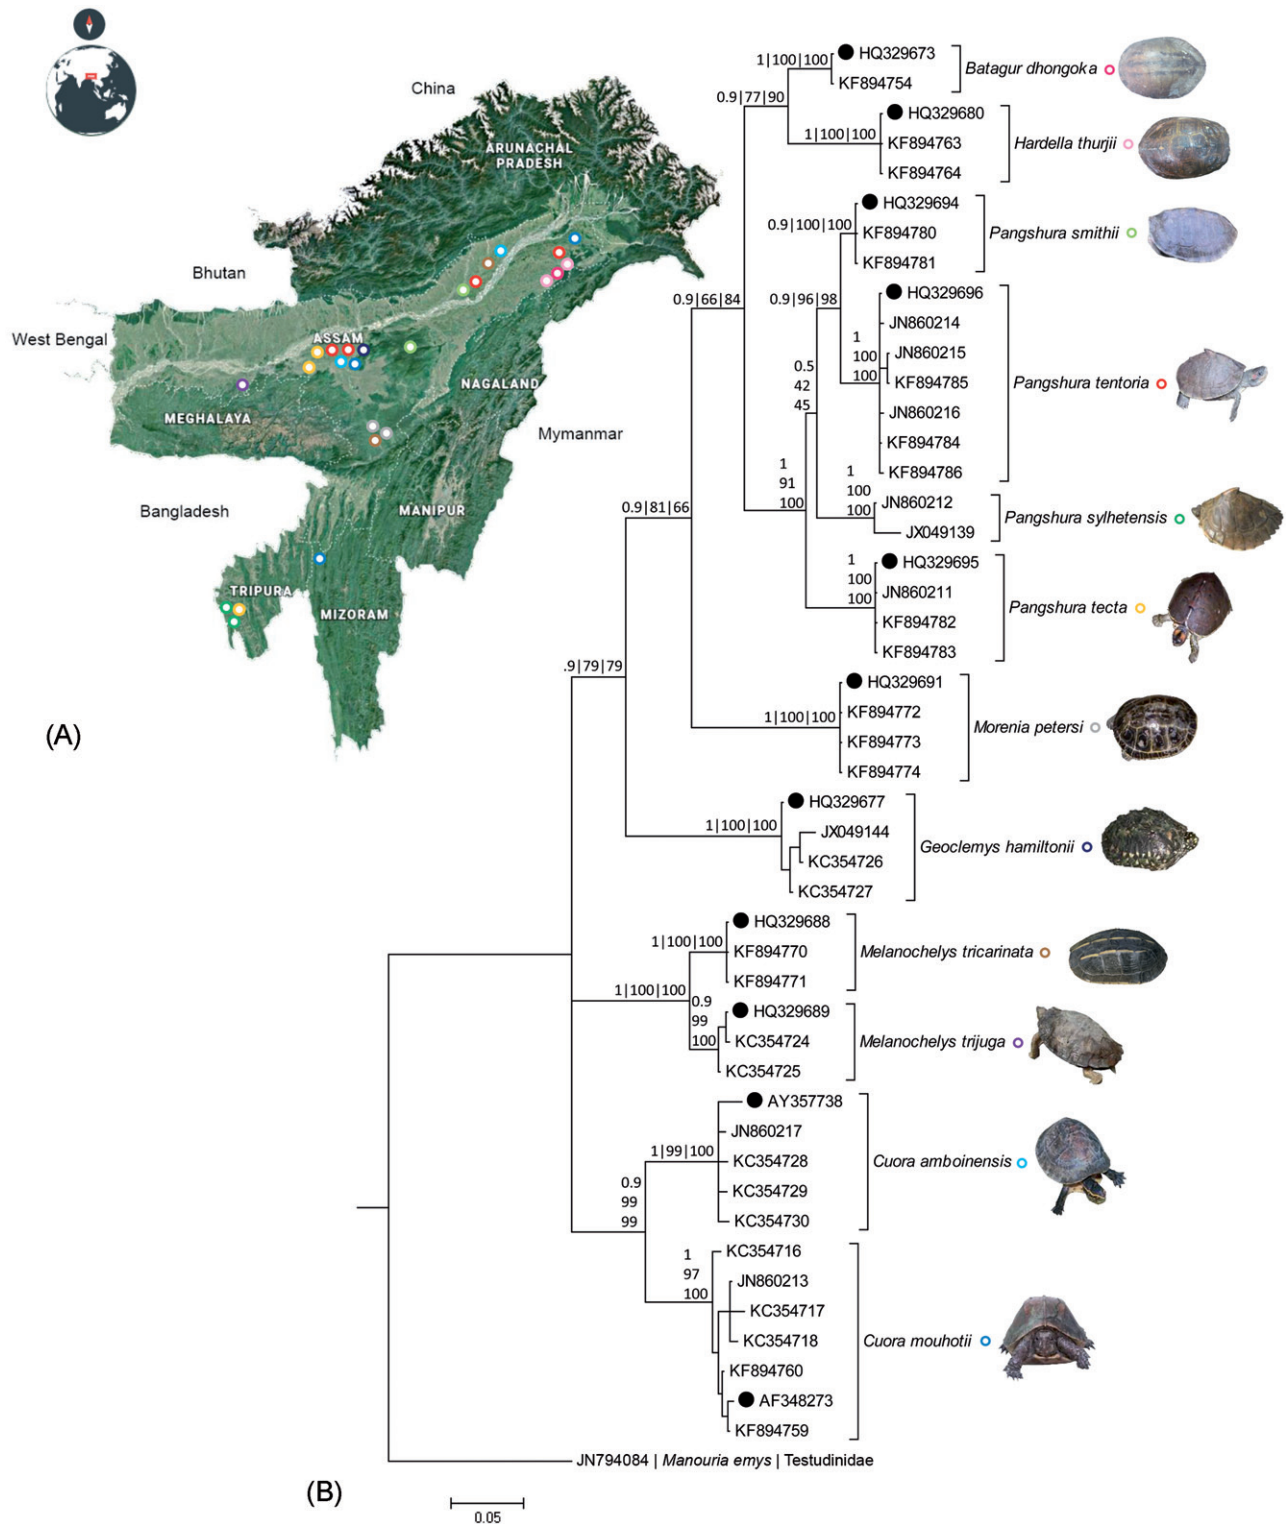 China
ARUNACHAL
PRADESH
Bhutan
West Bengal
ASSAM
NAGALAND
MEGHALAYA
Mymanmar
Bangladesh
MANIPUR
TRIPURA
MIZORAM
(A)
HQ329673
1|100|100
KF894754
Batagur dhongoka
0.9|77|90
HQ329680
1|100|100
KF894763
KF894764
Hardella thurjii
HQ329694
0.9|100|100
KF894780
KF894781
Pangshura smithii
0.9|66|84
0.9|96|98
HQ329696
JN860214
1
100
100
JN860215
KF894785
JN860216
KF894784
KF894786
Pangshura tentoria
0.5
42
45
1
91
100
1
100
100
JN860212
JX049139
Pangshura sylhetensis
0.9|81|66
HQ329695
1
100
100
JN860211
KF894782
KF894783
Pangshura tecta
.9|79|79
HQ329691
1|100|100
KF894772
KF894773
KF894774
Morenia petersi
HQ329677
1|100|100
JX049144
KC354726
KC354727
Geoclemys hamiltonii
HQ329688
1|100|100
KF894770
KF894771
Melanochelys tricarinata
1|100|100
0.9
99
100
HQ329689
KC354724
KC354725
Melanochelys trijuga
AY357738
JN860217
1|99|100
KC354728
KC354729
KC354730
Cuora amboinensis
0.9
99
99
KC354716
1
97
100
JN860213
KC354717
KC354718
KF894760
AF348273
KF894759
Cuora mouhotii
JN794084 | Manouria emys | Testudinidae
(B)
0.05